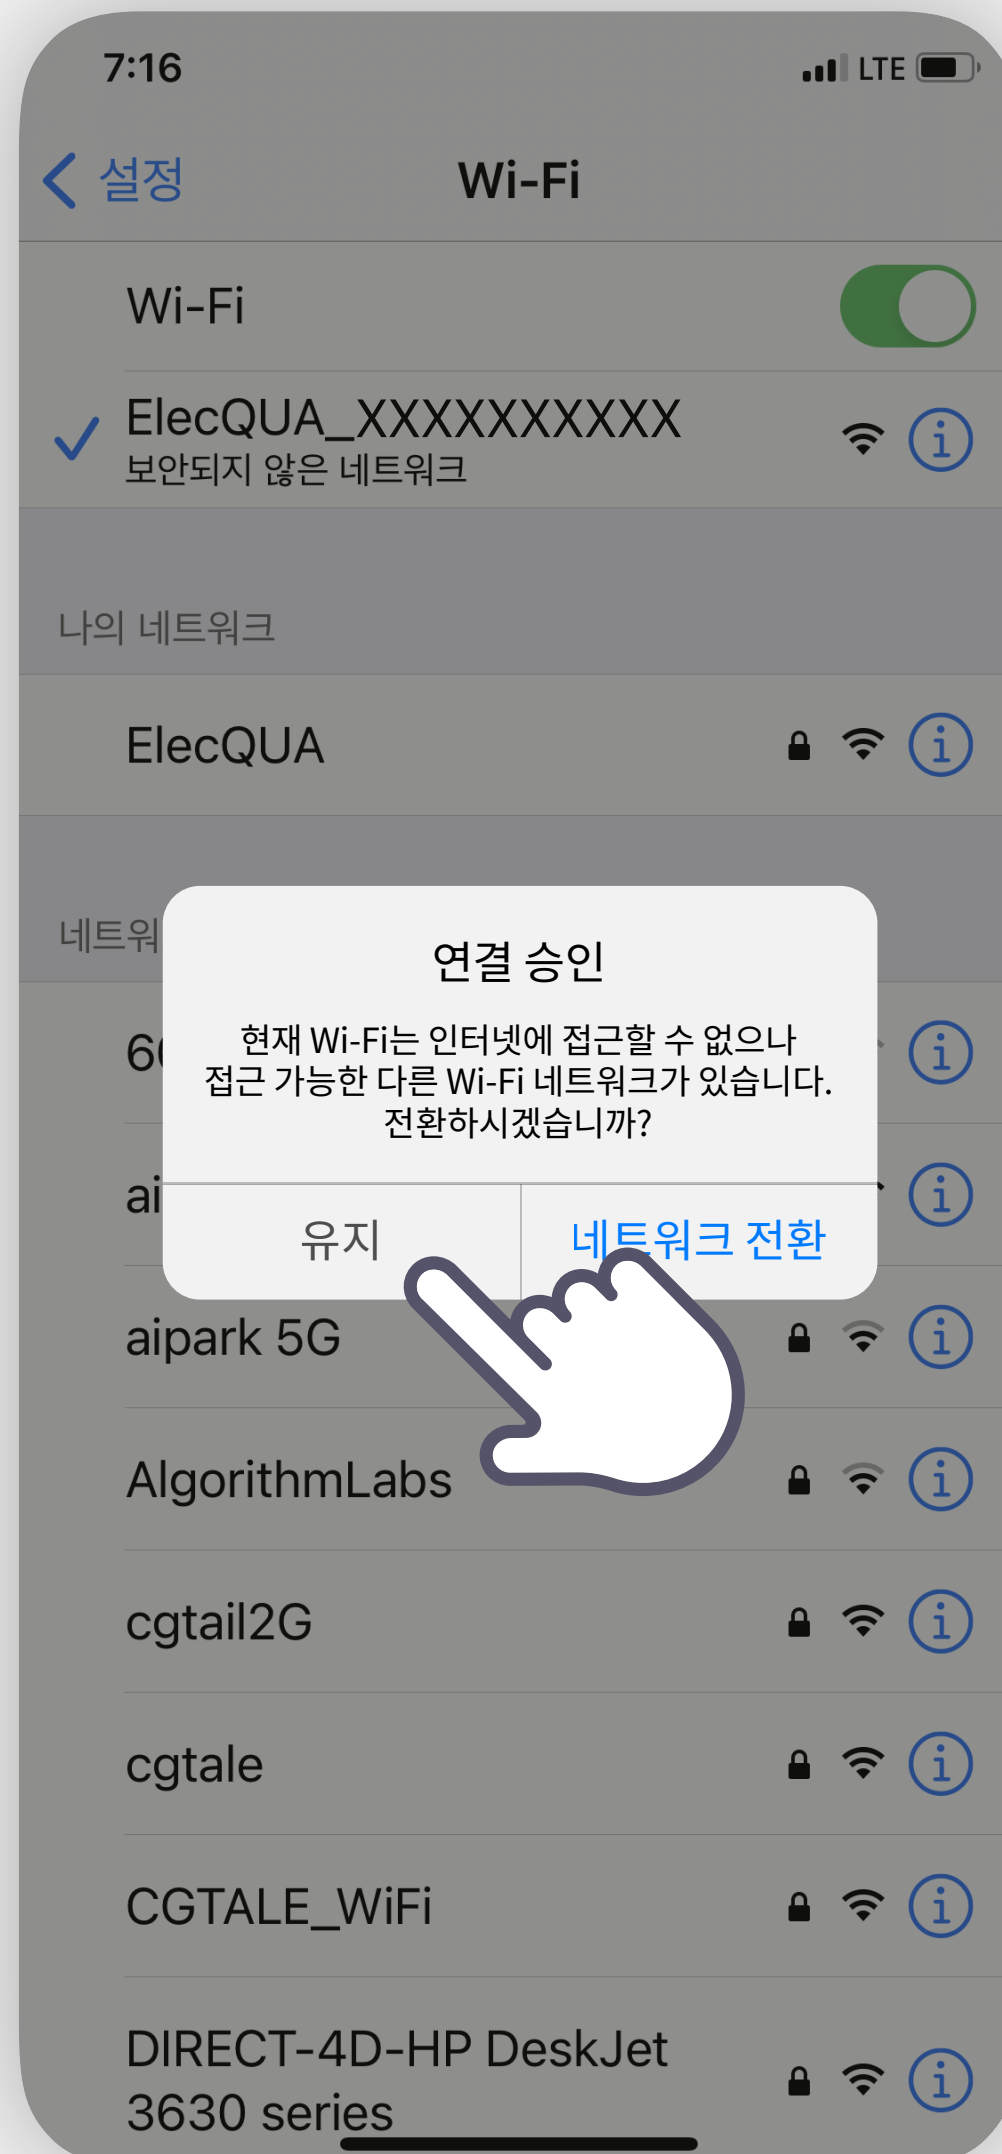 7:16
LTE
설정
Wi-Fi
Wi-Fi
ElecQUA_XXXXXXXXXX
보안되지 않은 네트워크
나의 네트워크
ElecQUA
네트워
연결 승인
현재 Wi-Fi는 인터넷에 접근할 수 없으나
접근 가능한 다른 Wi-Fi 네트워크가 있습니다.
전환하시겠습니까?
유지
네트워크 전환
ai
aipark 5G
AlgorithmLabs
cgtail2G
cgtale
CGTALE_WiFi
DIRECT-4D-HP DeskJet
3630 series